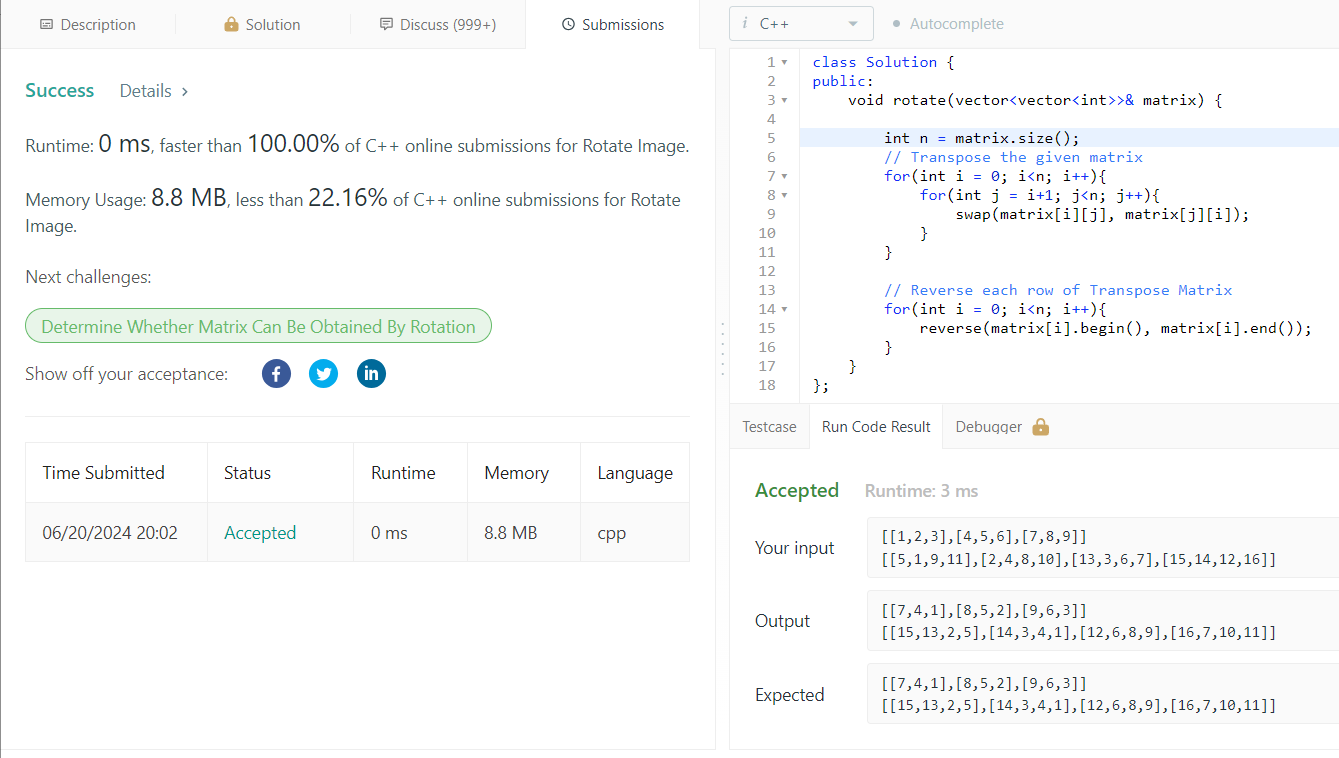 Description
Solution
Discuss (999+)
Submissions
Success
Details >
Runtime: 0 ms, faster than 100.00% of C++ online submissions for Rotate Image.
Memory Usage: 8.8 MB, less than 22.16% of C++ online submissions for Rotate
Image.
Next challenges:
Determine Whether Matrix Can Be Obtained By Rotation
Show off your acceptance:
f
in
Time Submitted Status Runtime Memory Language
06/20/2024 20:02 Accepted 0 ms 8.8 MB cpp
i C++
Autocomplete
1 class Solution {
2 public:
3     void rotate(vector<vector<int>>& matrix) {
4
5         int n = matrix.size();
6         // Transpose the given matrix
7         for(int i = 0; i<n; i++){
8             for(int j = i+1; j<n; j++){
9                 swap(matrix[i][j], matrix[j][i]);
10             }
11         }
12
13         // Reverse each row of Transpose Matrix
14         for(int i = 0; i<n; i++){
15             reverse(matrix[i].begin(), matrix[i].end());
16         }
17     }
18 };
Testcase
Run Code Result
Debugger
Accepted Runtime: 3 ms
Your input
[[1,2,3],[4,5,6],[7,8,9]]
[[5,1,9,11],[2,4,8,10],[13,3,6,7],[15,14,12,16]]
Output
[[7,4,1],[8,5,2],[9,6,3]]
[[15,13,2,5],[14,3,4,1],[12,6,8,9],[16,7,10,11]]
Expected
[[7,4,1],[8,5,2],[9,6,3]]
[[15,13,2,5],[14,3,4,1],[12,6,8,9],[16,7,10,11]]